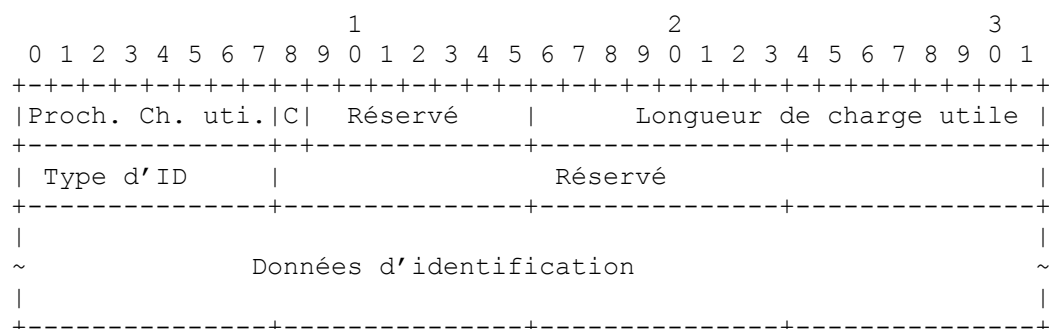 1                   2                   3
 0 1 2 3 4 5 6 7 8 9 0 1 2 3 4 5 6 7 8 9 0 1 2 3 4 5 6 7 8 9 0 1
+-+-+-+-+-+-+-+-+-+-+-+-+-+-+-+-+-+-+-+-+-+-+-+-+-+-+-+-+-+-+-+-+
|Proch. Ch. uti.|C|  Réservé    |      Longueur de charge utile |
+---------------+-+-------------+---------------+---------------+
| Type d’ID     |                 Réservé                       |
+---------------+---------------+---------------+---------------+
|                                                               |
~              Données d’identification                         ~
|                                                               |
+---------------+---------------+---------------+---------------+